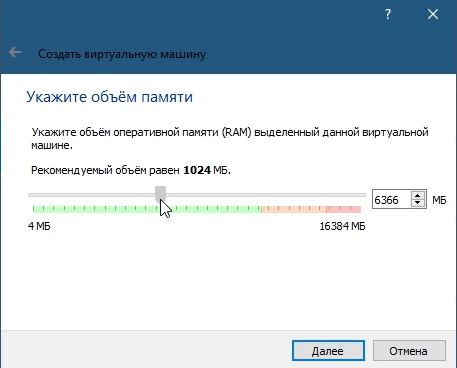 ?
Создать виртуальную машину
Укажите объём памяти
Укажите объём оперативной памяти (RAM) выделенный данной виртуальной
машине.
Рекомендуемый объём равен 1024 МБ.
6366 МБ
4 МБ 16384 МБ
Далее Отмена